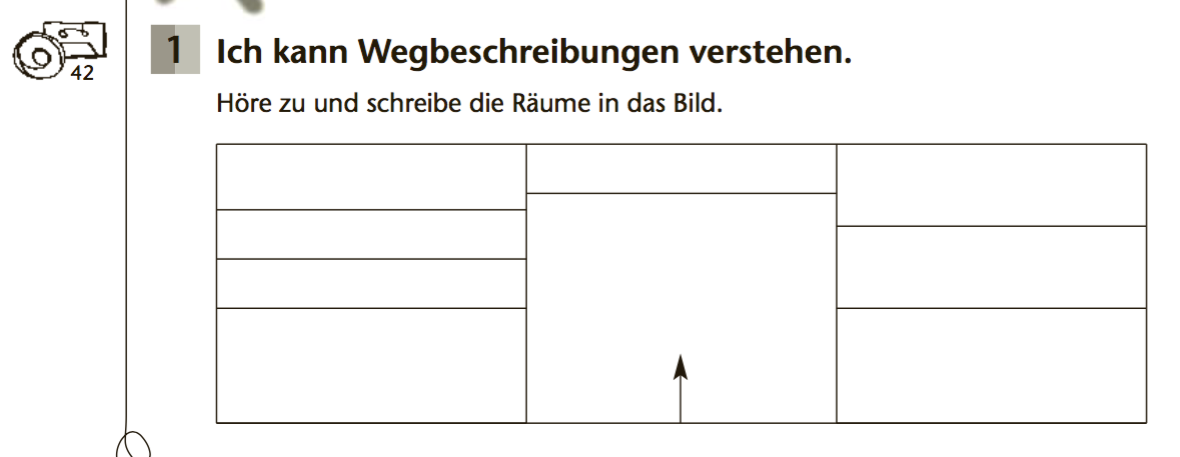 42
1 Ich kann Wegbeschreibungen verstehen.
Höre zu und schreibe die Räume in das Bild.